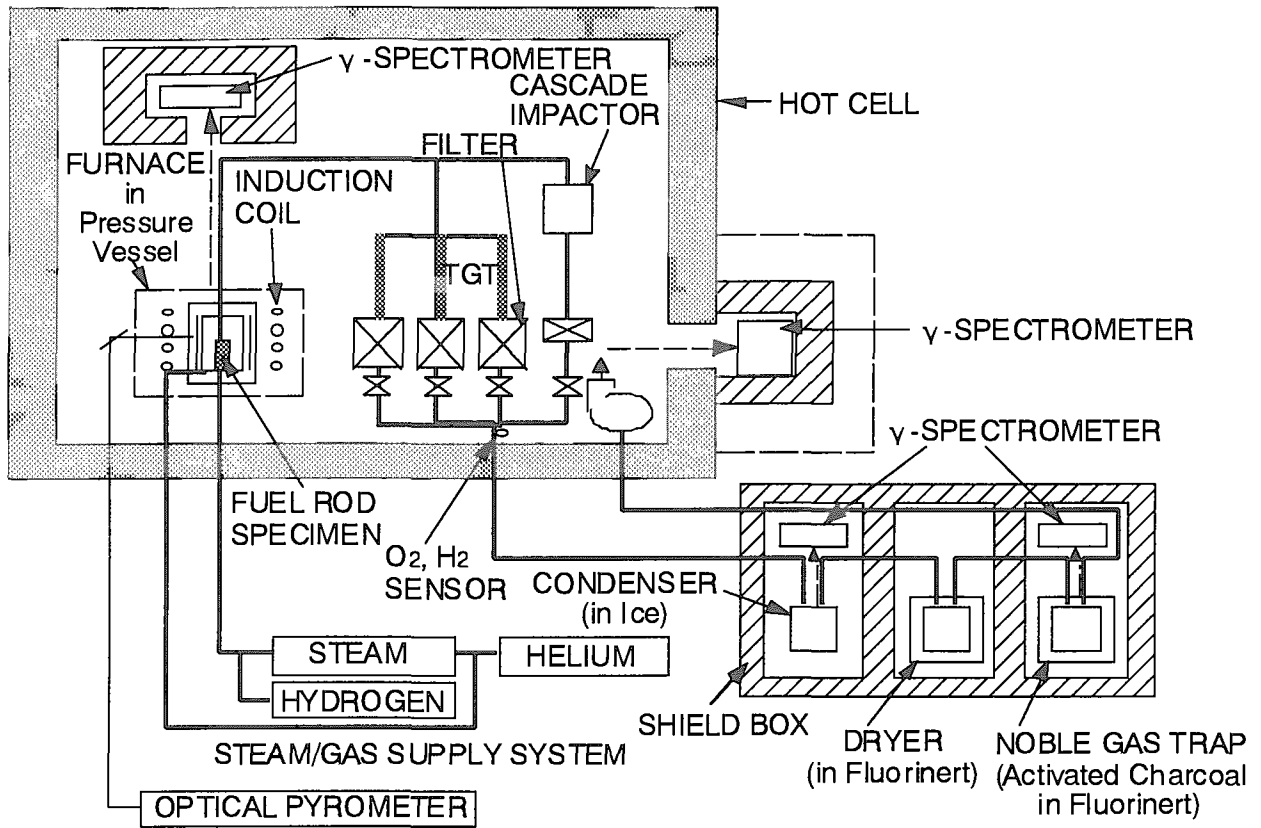 γ-SPECTROMETER
CASCADE
IMPACTOR
HOT CELL
FILTER
FURNACE
in
Pressure
Vessel
INDUCTION
COIL
TGT
γ-SPECTROMETER
γ-SPECTROMETER
FUEL ROD
SPECIMEN
O2, H2
SENSOR
CONDENSER
(in Ice)
STEAM
HELIUM
HYDROGEN
STEAM/GAS SUPPLY SYSTEM
SHIELD BOX
DRYER
(in Fluorinert)
NOBLE GAS TRAP
(Activated Charcoal
in Fluorinert)
OPTICAL PYROMETER